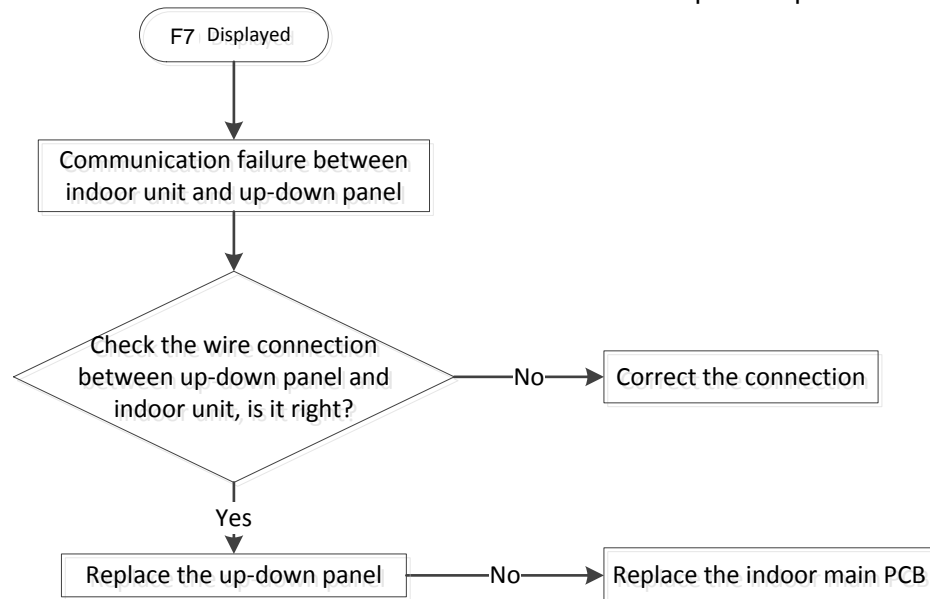 F7 Displayed
Communication failure between
indoor unit and up-down panel
Check the wire connection
between up-down panel and
indoor unit, is it right?
No
Correct the connection
Yes
Replace the up-down panel
No
Replace the indoor main PCB